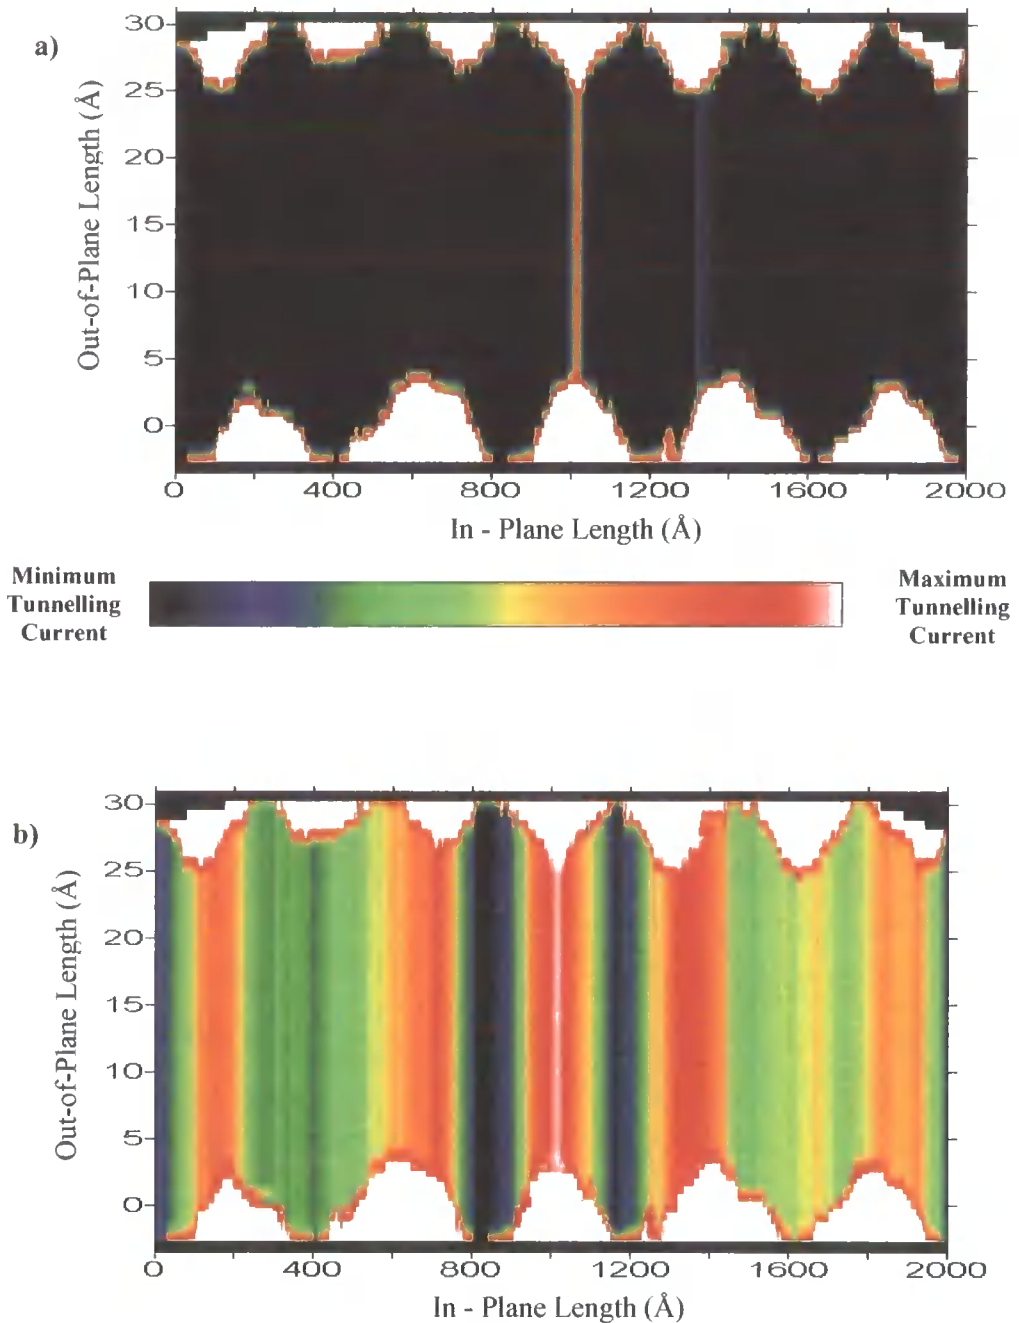 a)
Out-of-Plane Length (Å)
30
25
20
15
10
5
0
0 400 800 1200 1600 2000
In - Plane Length (Å)
Minimum
Tunnelling
Current
Maximum
Tunnelling
Current
b)
Out-of-Plane Length (Å)
30
25
20
15
10
5
0
0 400 800 1200 1600 2000
In - Plane Length (Å)